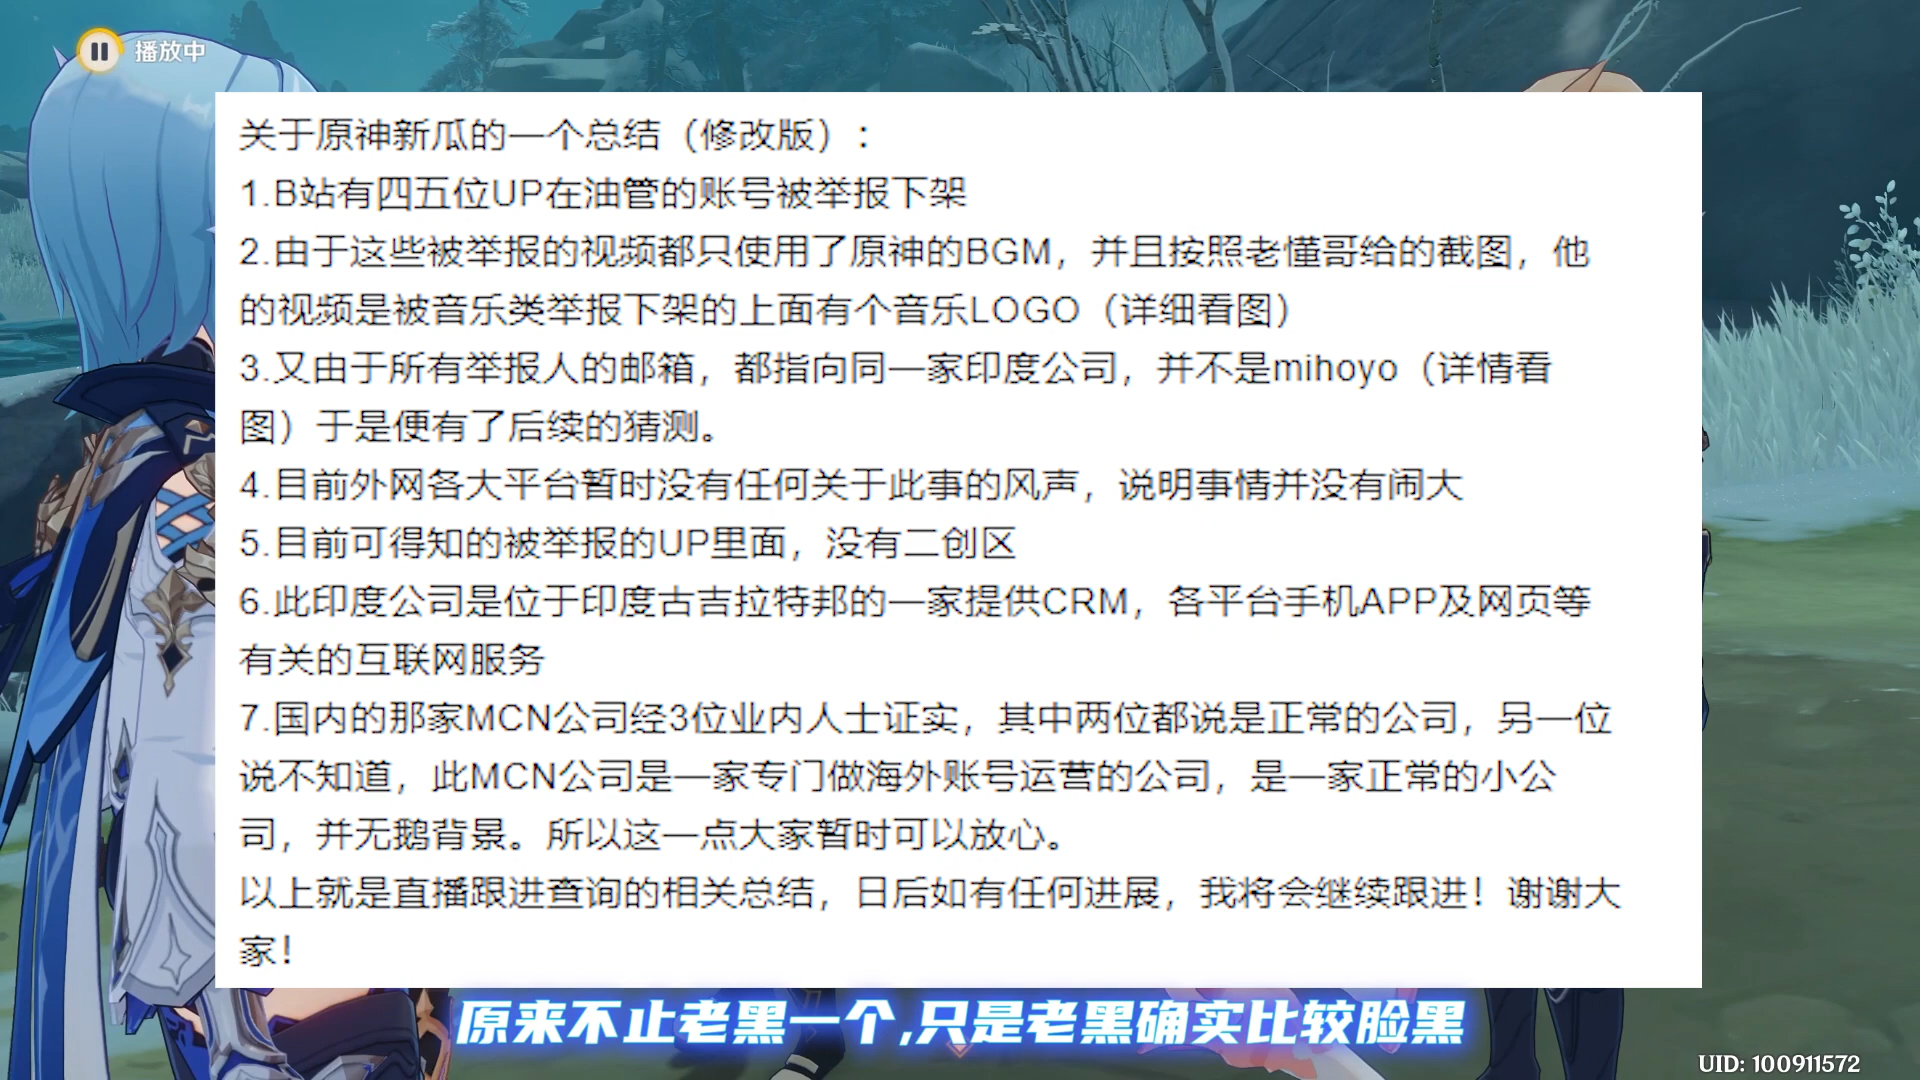 播放中
关于原神新瓜的一个总结（修改版）：
1.B站有四五位UP在油管的账号被举报下架
2.由于这些被举报的视频都只使用了原神的BGM，并且按照老懂哥给的截图，他
的视频是被音乐类举报下架的上面有个音乐LOGO（详细看图）
3.又由于所有举报人的邮箱，都指向同一家印度公司，并不是mihoyo（详情看
图）于是便有了后续的猜测。
4.目前外网各大平台暂时没有任何关于此事的风声，说明事情并没有闹大
5.目前可得知的被举报的UP里面，没有二创区
6.此印度公司是位于印度古吉拉特邦的一家提供CRM，各平台手机APP及网页等
有关的互联网服务
7.国内的那家MCN公司经3位业内人士证实，其中两位都说是正常的公司，另一位
说不知道，此MCN公司是一家专门做海外账号运营的公司，是一家正常的小公
司，并无鹅背景。所以这一点大家暂时可以放心。
以上就是直播跟进查询的相关总结，日后如有任何进展，我将会继续跟进！谢谢大
家！
原来不止老黑一个,只是老黑确实比较脸黑
UID: 100911572